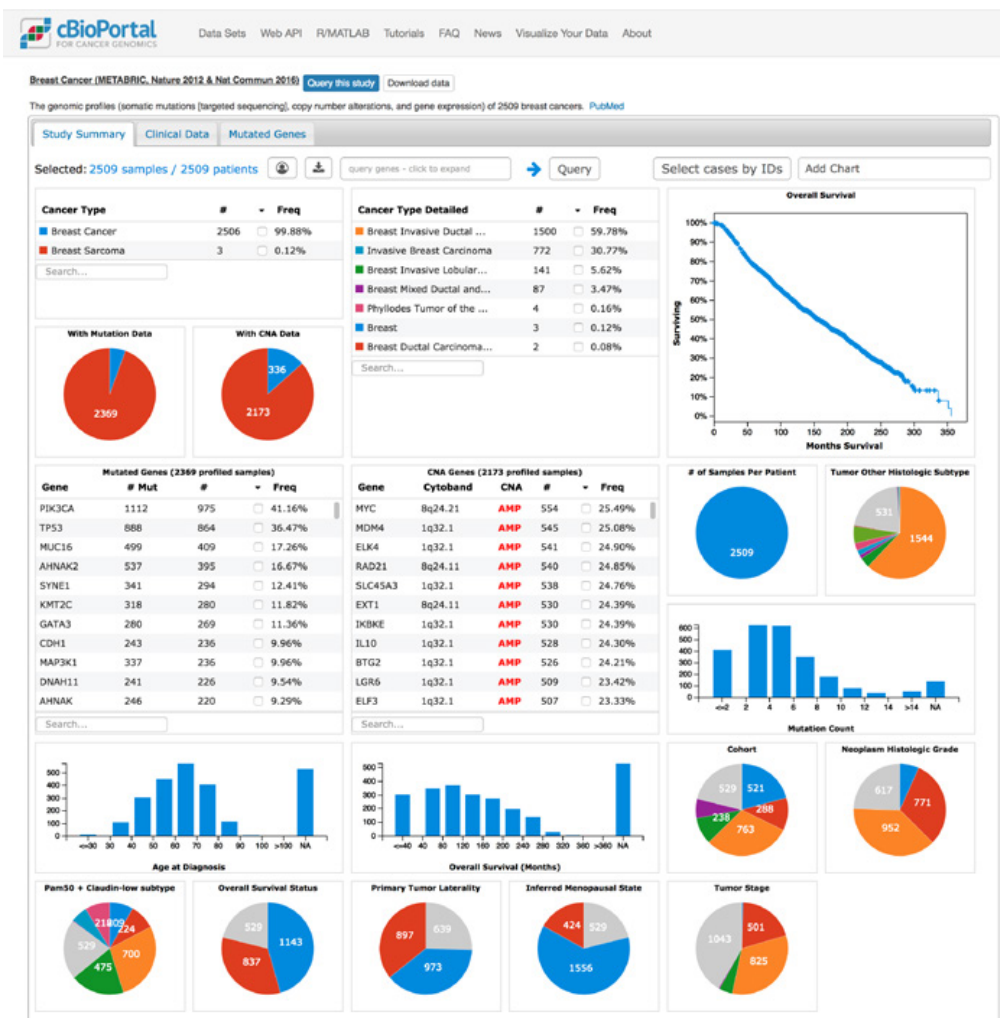 cBioPortal
FOR CANCER GENOMICS
Data Sets Web API R/MATLAB Tutorials FAQ News Visualize Your Data About
Breast Cancer (METABRIC, Nature 2012 & Nat Commun 2016) Query this study Download data
The genomic profiles (somatic mutations [targeted sequencing], copy number alterations, and gene expression) of 2509 breast cancers. PubMed
Study Summary Clinical Data Mutated Genes
Selected: 2509 samples / 2509 patients query genes - click to expand Query Select cases by IDs Add Chart
Cancer Type # Freq
Breast Cancer 2506 99.88%
Breast Sarcoma 3 0.12%
Search...
Cancer Type Detailed # Freq
Breast Invasive Ductal ... 1500 59.78%
Invasive Breast Carcinoma 772 30.77%
Breast Invasive Lobular... 141 5.62%
Breast Mixed Ductal and... 87 3.47%
Phyllodes Tumor of the ... 4 0.16%
Breast 3 0.12%
Breast Ductal Carcinoma... 2 0.08%
Search...
Overall Survival
100%
90%
80%
70%
60%
50%
40%
30%
20%
10%
0%
Surviving
0 50 100 150 200 250 300 350
Months Survival
With Mutation Data
2369
With CNA Data
336
2173
Mutated Genes (2369 profiled samples)
Gene # Mut # Freq
PIK3CA 1112 975 41.16%
TP53 888 864 36.47%
MUC16 499 409 17.26%
AHNAK2 537 395 16.67%
SYNE1 341 294 12.41%
KMT2C 318 280 11.82%
GATA3 280 269 11.36%
CDH1 243 236 9.96%
MAP3K1 337 236 9.96%
DNAH11 241 226 9.54%
AHNAK 246 220 9.29%
Search...
CNA Genes (2173 profiled samples)
Gene Cytoband CNA # Freq
MYC 8q24.21 AMP 554 25.49%
MDM4 1q32.1 AMP 545 25.08%
ELK4 1q32.1 AMP 541 24.90%
RAD21 8q24.11 AMP 540 24.85%
SLC45A3 1q32.1 AMP 538 24.76%
EXT1 8q24.11 AMP 530 24.39%
IKBKE 1q32.1 AMP 530 24.39%
IL10 1q32.1 AMP 528 24.30%
BTG2 1q32.1 AMP 526 24.21%
LGR6 1q32.1 AMP 509 23.42%
ELF3 1q32.1 AMP 507 23.33%
Search...
# of Samples Per Patient
2509
Tumor Other Histologic Subtype
531
1544
600
500
400
300
200
100
0
<=2 2 4 6 8 10 12 14 >14 NA
Mutation Count
500
400
300
200
100
0
<=30 30 40 50 60 70 80 90 100 >100 NA
Age at Diagnosis
500
400
300
200
100
0
<=40 40 80 120 160 200 240 280 320 360 >360 NA
Overall Survival (Months)
Cohort
529 521
238 288
763
Neoplasm Histologic Grade
617 771
952
Pam50 + Claudin-low subtype
218 209 224
529 700
475
Overall Survival Status
529 1143
837
Primary Tumor Laterality
897 639
973
Inferred Menopausal State
424 529
1556
Tumor Stage
1043 501
825